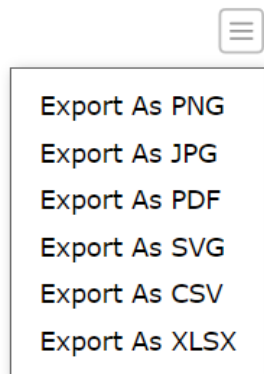 Export As PNG
Export As JPG
Export As PDF
Export As SVG
Export As CSV
Export As XLSX